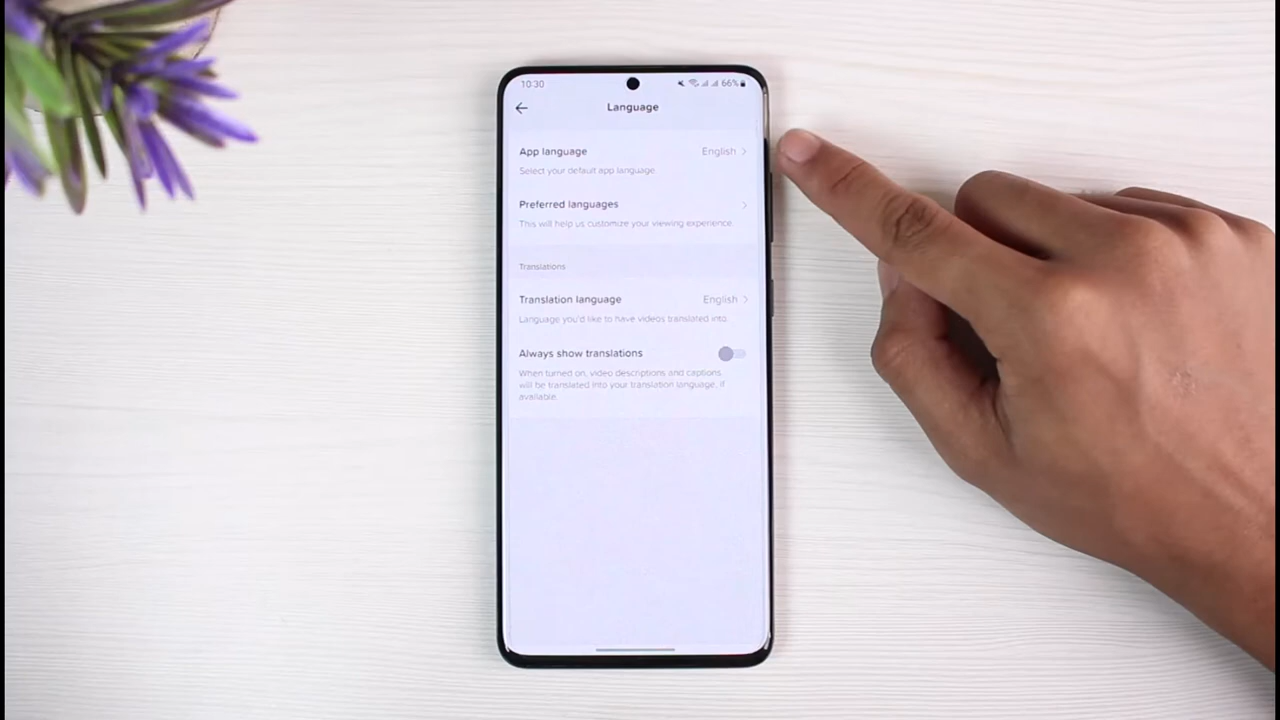 10:30
66%
Language
App language
English
Select your default app language
Preferred languages
This will help us customize your viewing experience.
Translations
Translation language
English
Language you'd like to have videos translated into.
Always show translations
When turned on, video descriptions and captions
will be translated into your translation language, if
available.